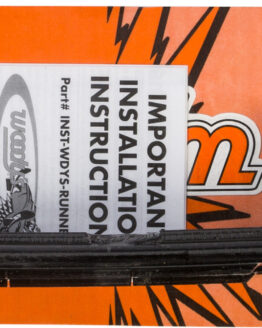 IMPORTAN
INSTALLATIO
INSTRUCTION
Part# INST-WDYS-RUNNE
m